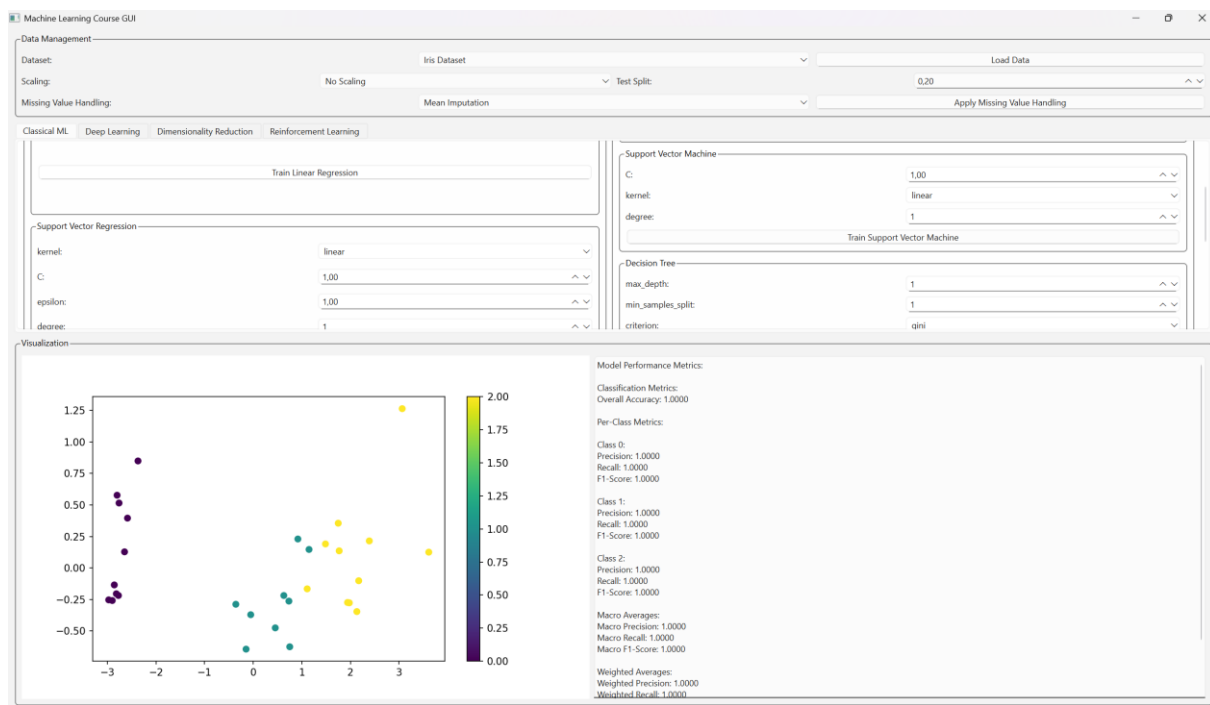 Machine Learning Course GUI
Data Management
Dataset: Iris Dataset Load Data
Scaling: No Scaling Test Split: 0,20
Missing Value Handling: Mean Imputation Apply Missing Value Handling
Classical ML Deep Learning Dimensionality Reduction Reinforcement Learning
Train Linear Regression
Support Vector Regression
kernel: linear
C: 1,00
epsilon: 1,00
degree: 1
Support Vector Machine
C: 1,00
kernel: linear
degree: 1
Train Support Vector Machine
Decision Tree
max_depth: 1
min_samples_split: 1
criterion: gini
Visualization
1.25
1.00
0.75
0.50
0.25
0.00
−0.25
−0.50
−3 −2 −1 0 1 2 3
2.00
1.75
1.50
1.25
1.00
0.75
0.50
0.25
0.00
Model Performance Metrics:
Classification Metrics:
Overall Accuracy: 1.0000
Per-Class Metrics:
Class 0:
Precision: 1.0000
Recall: 1.0000
F1-Score: 1.0000
Class 1:
Precision: 1.0000
Recall: 1.0000
F1-Score: 1.0000
Class 2:
Precision: 1.0000
Recall: 1.0000
F1-Score: 1.0000
Macro Averages:
Macro Precision: 1.0000
Macro Recall: 1.0000
Macro F1-Score: 1.0000
Weighted Averages:
Weighted Precision: 1.0000
Weighted Recall: 1.0000